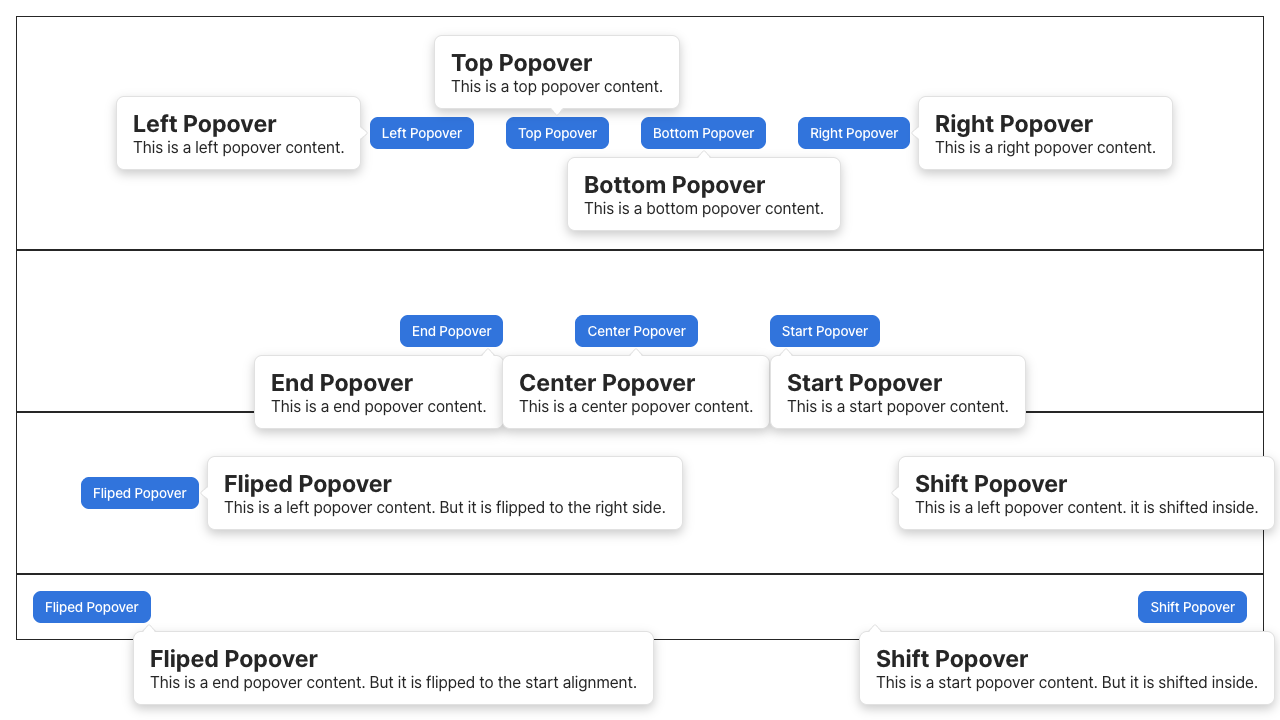 Top Popover
This is a top popover content.
Left Popover
This is a left popover content.
Left Popover
Top Popover
Bottom Popover
Right Popover
Right Popover
This is a right popover content.
Bottom Popover
This is a bottom popover content.
End Popover
Center Popover
Start Popover
End Popover
This is a end popover content.
Center Popover
This is a center popover content.
Start Popover
This is a start popover content.
Fliped Popover
Fliped Popover
This is a left popover content. But it is flipped to the right side.
Shift Popover
This is a left popover content. it is shifted inside.
Fliped Popover
Shift Popover
Fliped Popover
This is a end popover content. But it is flipped to the start alignment.
Shift Popover
This is a start popover content. But it is shifted inside.